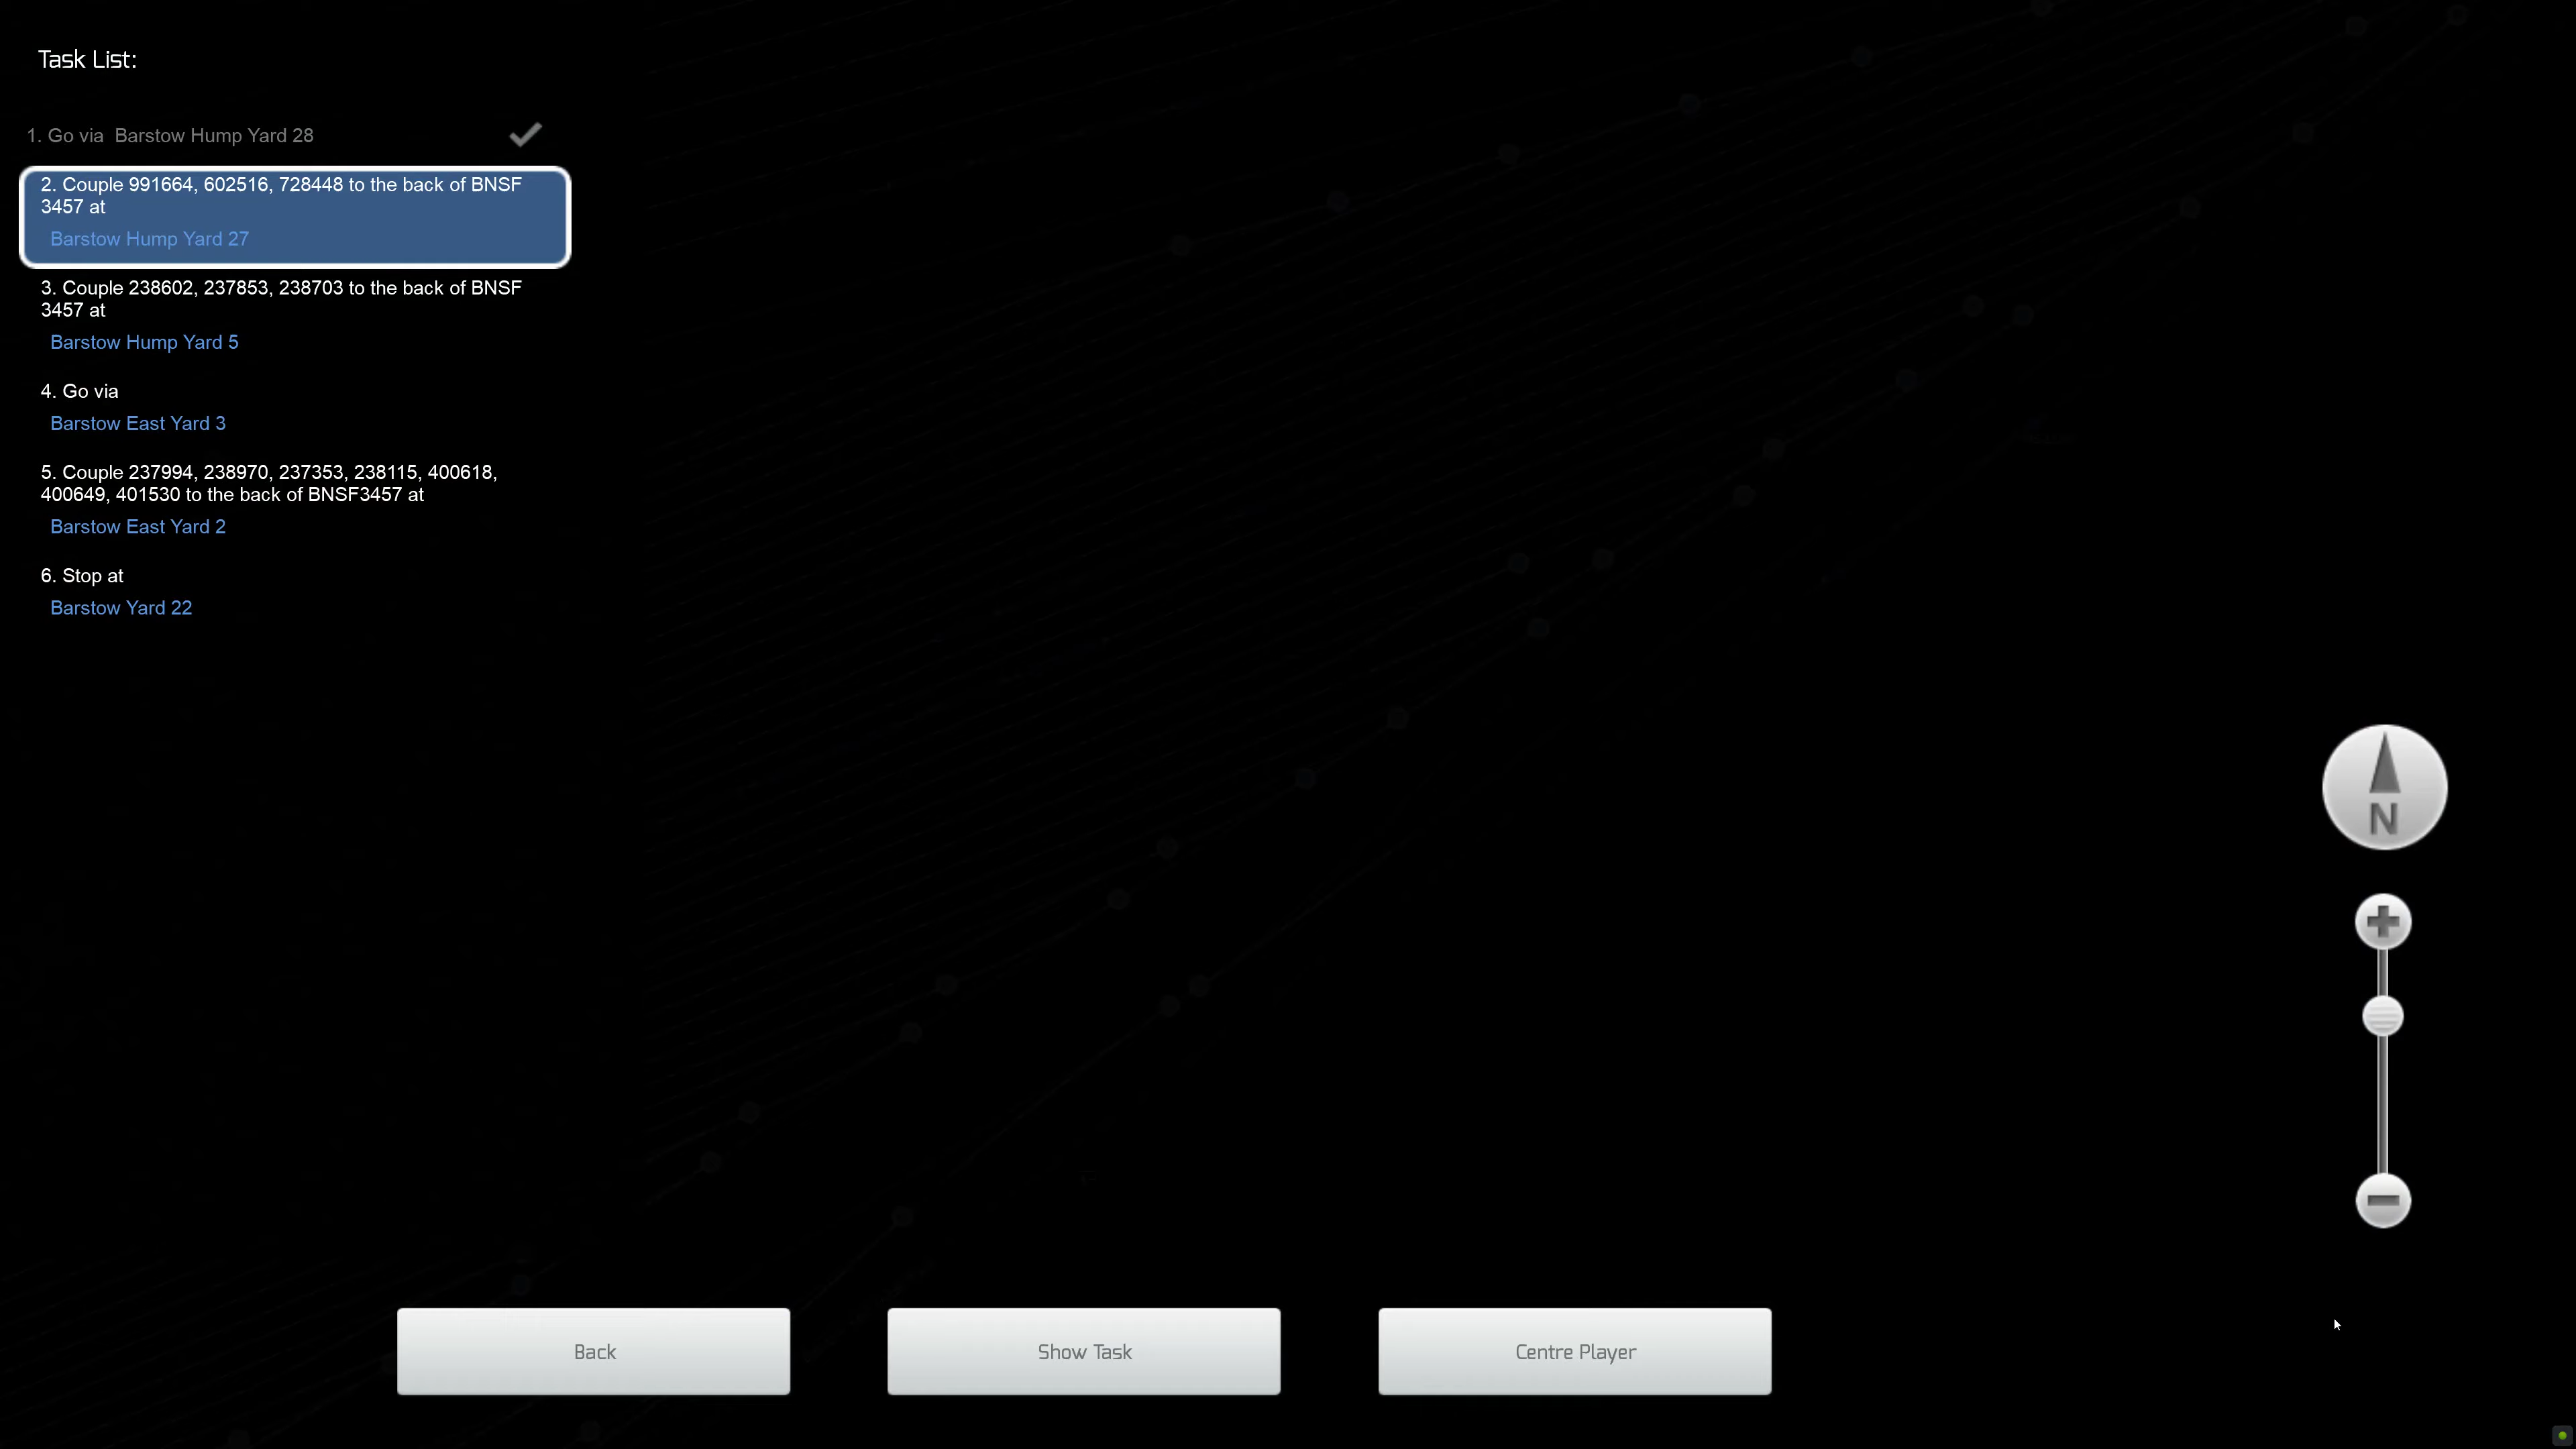 Task List:
1. Go via  Barstow Hump Yard 28
2. Couple 991664, 602516, 728448 to the back of BNSF
3457 at
Barstow Hump Yard 27
3. Couple 238602, 237853, 238703 to the back of BNSF
3457 at
Barstow Hump Yard 5
4. Go via
Barstow East Yard 3
5. Couple 237994, 238970, 237353, 238115, 400618,
400649, 401530 to the back of BNSF3457 at
Barstow East Yard 2
6. Stop at
Barstow Yard 22
N
Back
Show Task
Centre Player